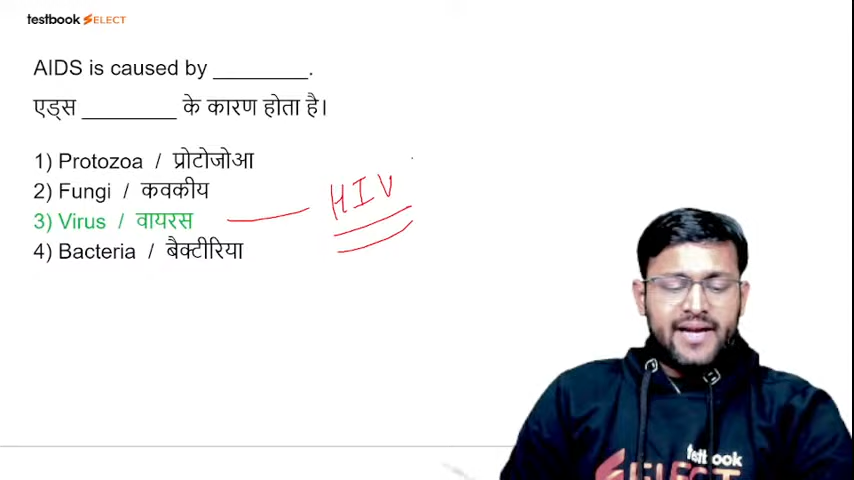 testbook SELECT
AIDS is caused by ________.
एड्स ________ के कारण होता है।
1) Protozoa / प्रोटोजोआ
2) Fungi / कवकीय
3) Virus / वायरस
HIV
4) Bacteria / बैक्टीरिया
testbook
SELECT